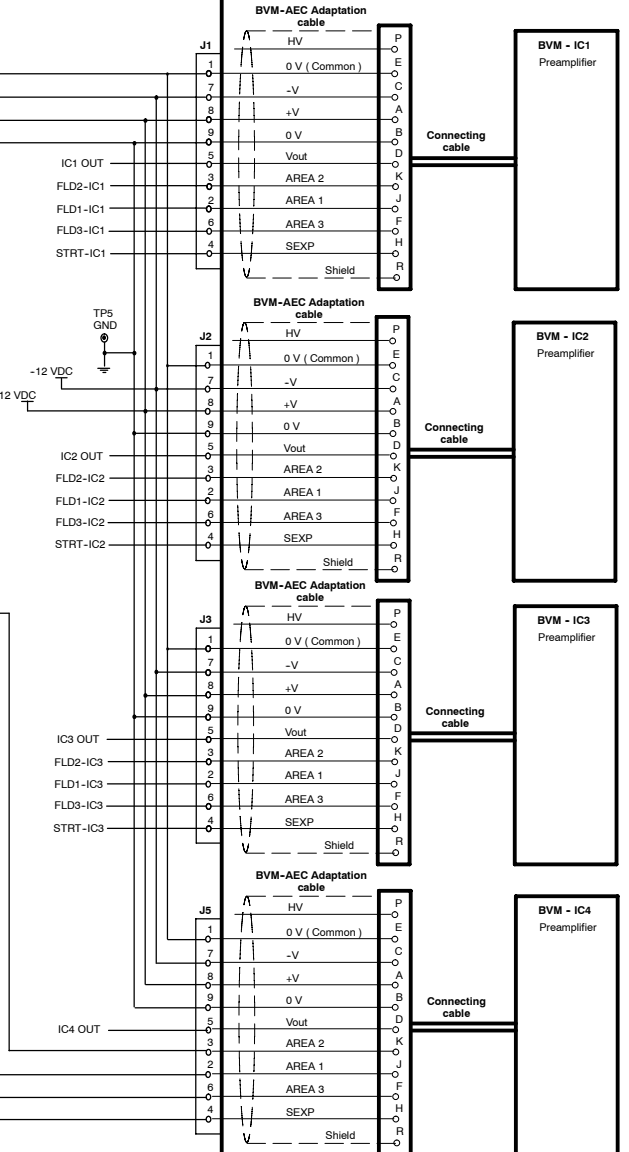 BVM-AEC Adaptation
cable
J1
HV
P
BVM - IC1
Preamplifier
1
0 V ( Common )
E
7
-V
C
8
+V
A
9
0 V
B
Connecting
cable
IC1 OUT
5
Vout
D
FLD2-IC1
3
AREA 2
K
FLD1-IC1
2
AREA 1
J
FLD3-IC1
6
AREA 3
F
STRT-IC1
4
SEXP
H
Shield
R
BVM-AEC Adaptation
cable
TP5
GND
J2
HV
P
BVM - IC2
Preamplifier
1
0 V ( Common )
E
-12 VDC
7
-V
C
12 VDC
8
+V
A
9
0 V
B
Connecting
cable
IC2 OUT
5
Vout
D
FLD2-IC2
3
AREA 2
K
FLD1-IC2
2
AREA 1
J
FLD3-IC2
6
AREA 3
F
STRT-IC2
4
SEXP
H
Shield
R
BVM-AEC Adaptation
cable
J3
HV
P
BVM - IC3
Preamplifier
1
0 V ( Common )
E
7
-V
C
8
+V
A
9
0 V
B
Connecting
cable
IC3 OUT
5
Vout
D
FLD2-IC3
3
AREA 2
K
FLD1-IC3
2
AREA 1
J
FLD3-IC3
6
AREA 3
F
STRT-IC3
4
SEXP
H
Shield
R
BVM-AEC Adaptation
cable
J5
HV
P
BVM - IC4
Preamplifier
1
0 V ( Common )
E
7
-V
C
8
+V
A
9
0 V
B
Connecting
cable
IC4 OUT
5
Vout
D
3
AREA 2
K
2
AREA 1
J
6
AREA 3
F
4
SEXP
H
Shield
R